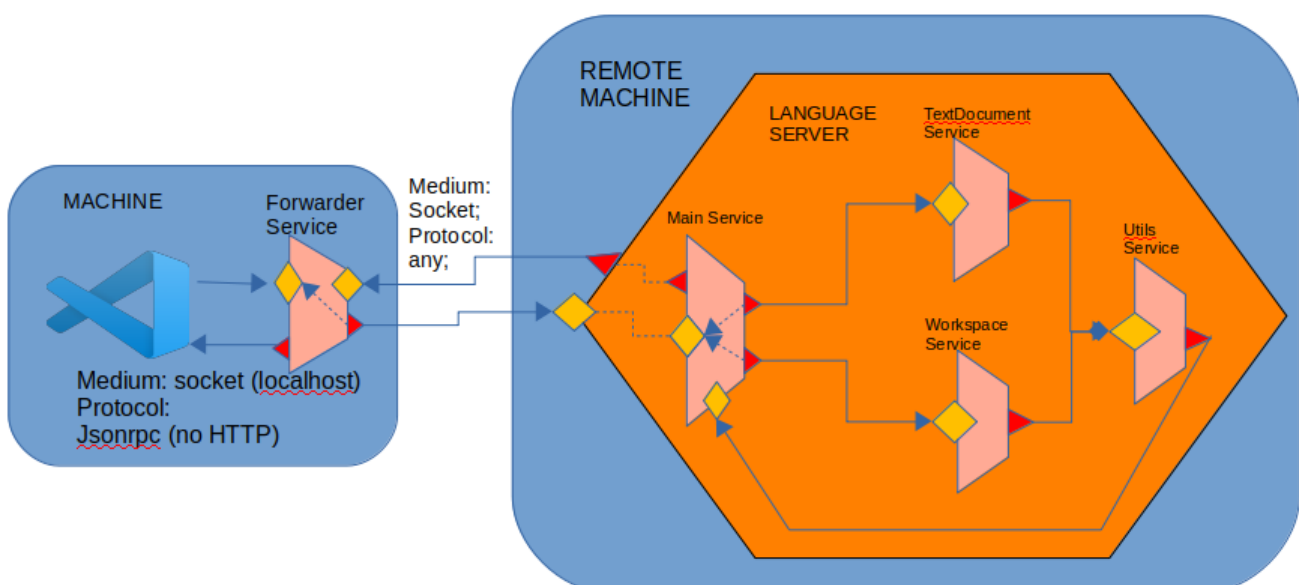 REMOTE
MACHINE
LANGUAGE
SERVER
TextDocument
Service
MACHINE
Forwarder
Service
Medium:
Socket;
Protocol:
any;
Main Service
Utils
Service
Workspace
Service
Medium: socket (localhost)
Protocol:
Jsonrpc (no HTTP)